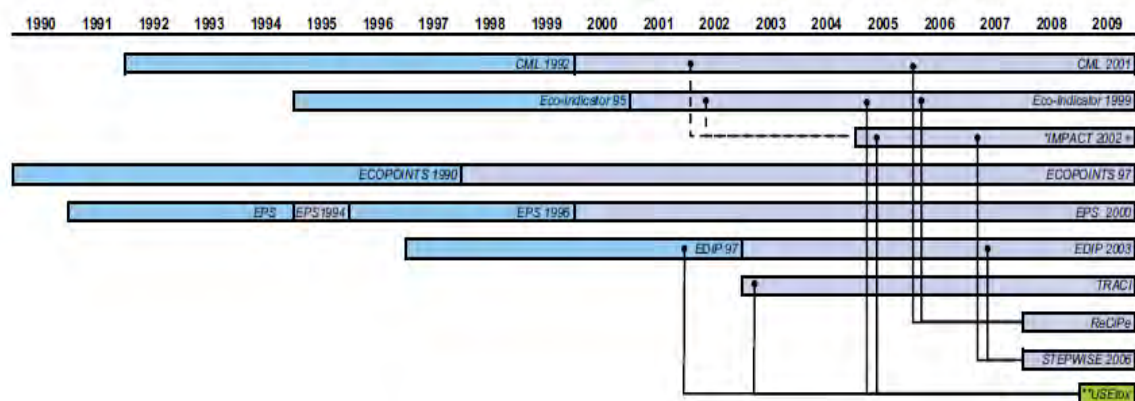 1990 1991 1992 1993 1994 1995 1996 1997 1998 1999 2000 2001 2002 2003 2004 2005 2006 2007 2008 2009
CML 1992 CML 2001
Eco-Indicator 95 Eco-Indicator 1999
*IMPACT 2002 +
ECOPOINTS 1990 ECOPOINTS 97
EPS EPS1994 EPS 1996 EPS 2000
EDIP 97 EDIP 2003
TRACI
ReCiPe
STEPWISE 2006
**USEtox